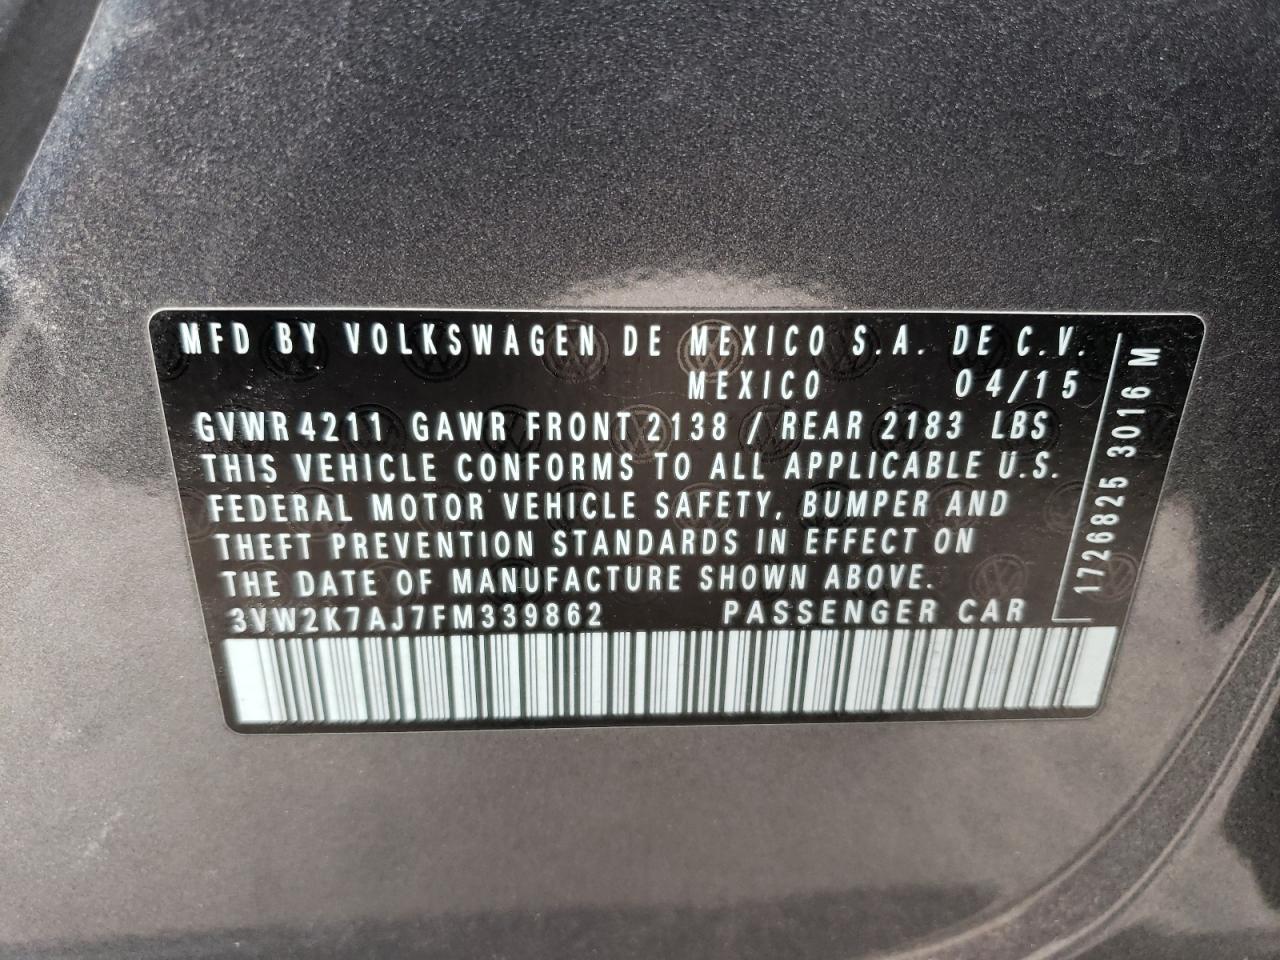 MFD BY VOLKSWAGEN DE MEXICO S.A. DE C.V.
MEXICO 04/15
GVWR 4211 GAWR FRONT 2138 / REAR 2183 LBS
THIS VEHICLE CONFORMS TO ALL APPLICABLE U.S.
FEDERAL MOTOR VEHICLE SAFETY, BUMPER AND
THEFT PREVENTION STANDARDS IN EFFECT ON
THE DATE OF MANUFACTURE SHOWN ABOVE.
3VW2K7AJ7FM339862 PASSENGER CAR
1726825 3016 M